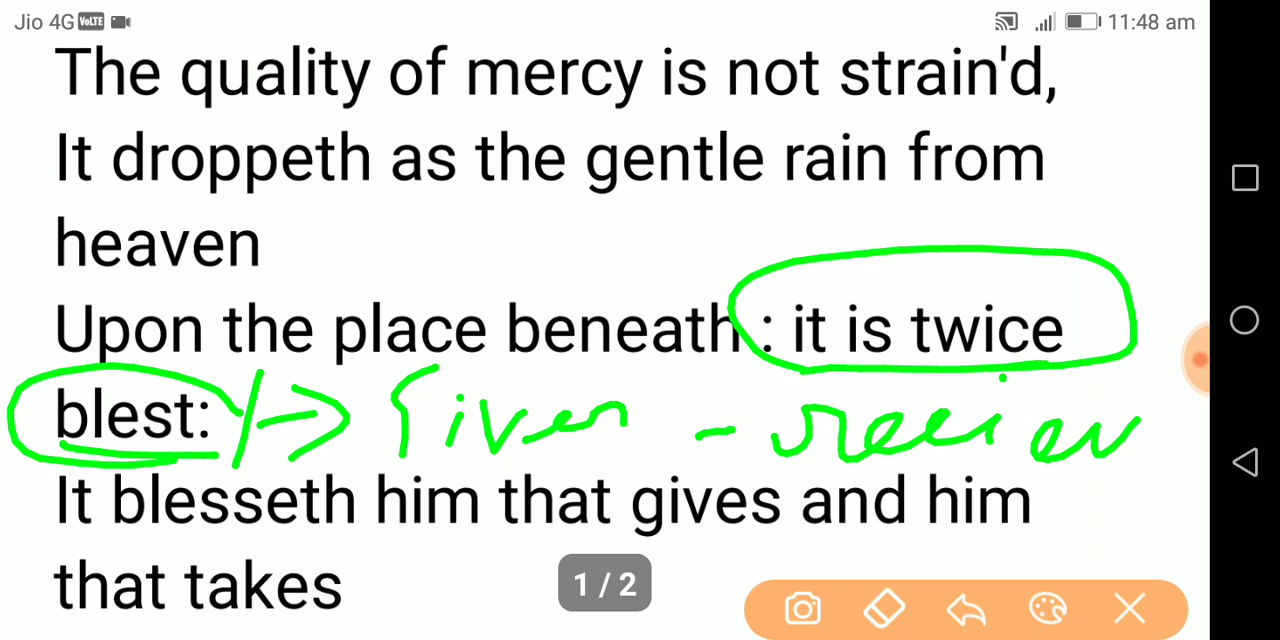 Jio 4G VoLTE 11:48 am
The quality of mercy is not strain'd,
It droppeth as the gentle rain from
heaven
Upon the place beneath : it is twice
blest: Giver - reciever
It blesseth him that gives and him
that takes
1 / 2